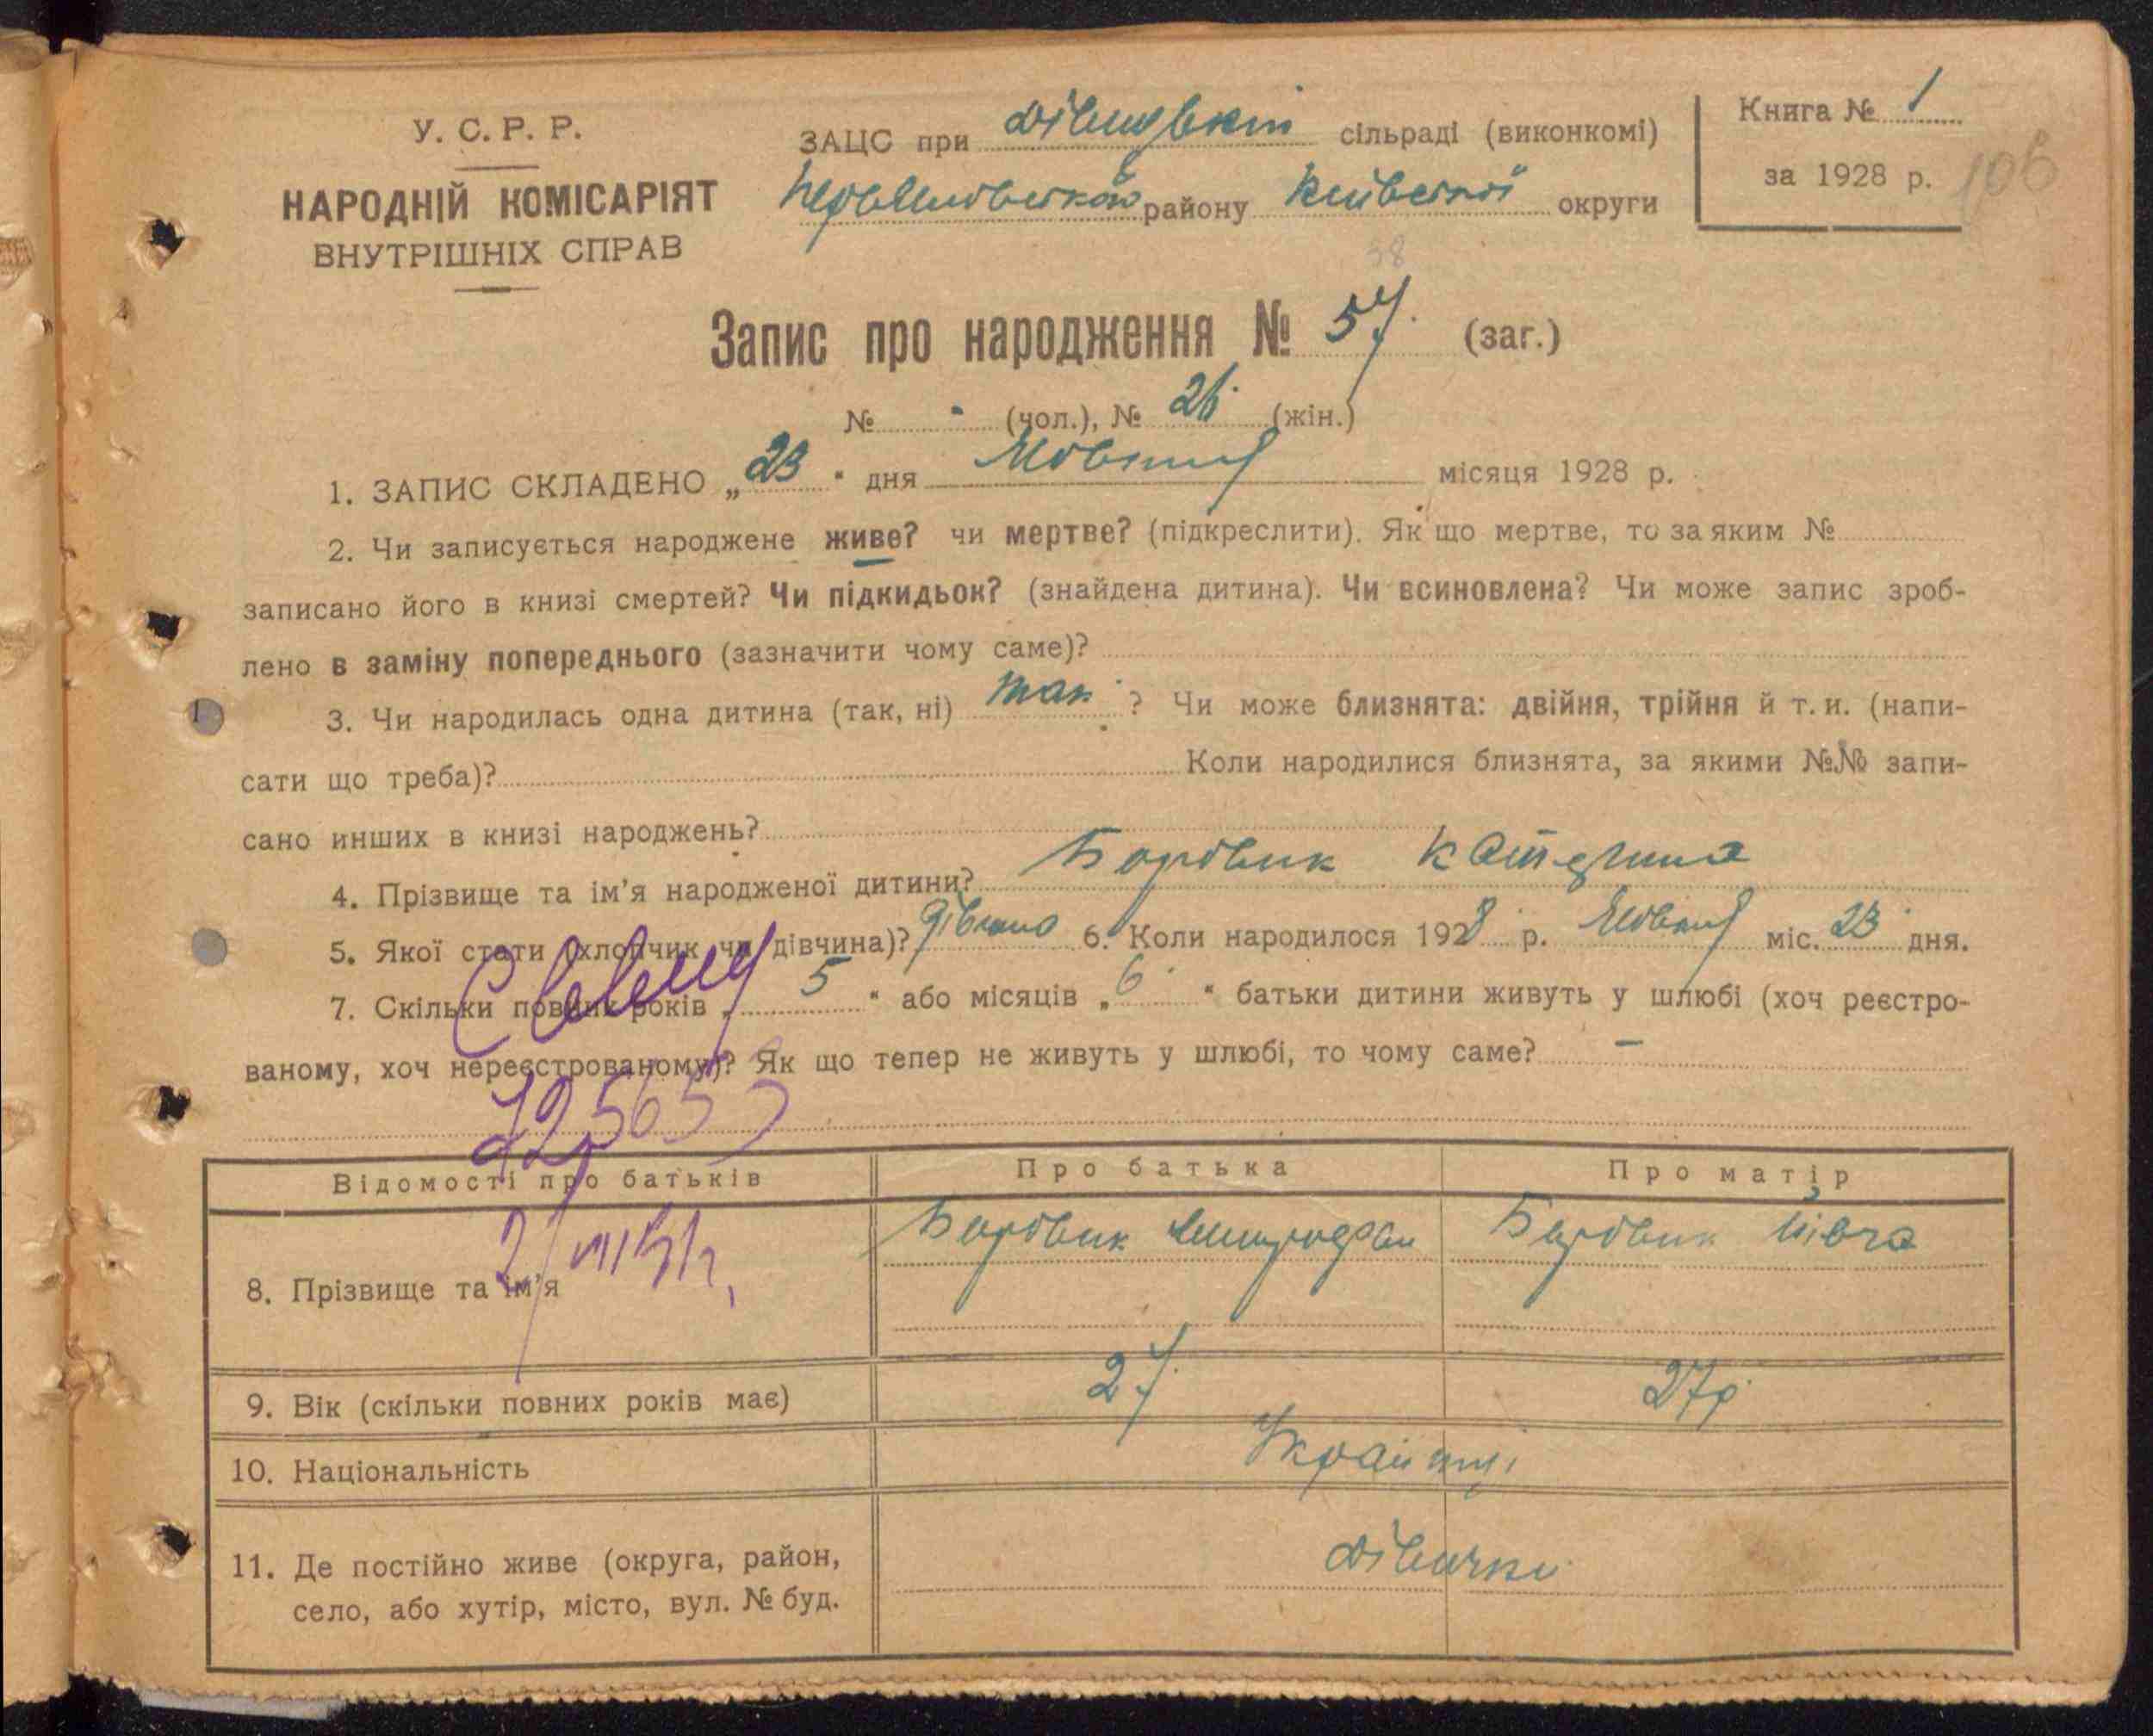 У. С. Р. Р.
НАРОДНІЙ КОМІСАРІЯТ
ВНУТРІШНІХ СПРАВ
ЗАЦС при сільраді (виконкомі)
району Київської округи
Книга № 1
за 1928 р.
106
38
Запис про народження № 57. (заг.)
№ " (чол.), № 26. (жін.)
1. ЗАПИС СКЛАДЕНО „23" дня Жовтня місяця 1928 р.
2. Чи записується народжене живе? чи мертве? (підкреслити). Як що мертве, то за яким №
записано його в книзі смертей? Чи підкидьок? (знайдена дитина). Чи всиновлена? Чи може запис зроб-
лено в заміну попереднього (зазначити чому саме)?
3. Чи народилась одна дитина (так, ні) так ? Чи може близнята: двійня, трійня й т. и. (напи-
сати що треба)? Коли народилися близнята, за якими №№ запи-
сано инших в книзі народжень?
4. Прізвище та ім'я народженої дитини? Боровик Катерина
5. Якої стати (хлопчик чи дівчина)? 6. Коли народилося 1928 р. Жовтня міс. 23 дня.
7. Скільки повних років „ 5 " або місяців „ 6 " батьки дитини живуть у шлюбі (хоч реєстро-
ваному, хоч нереєстрованому)? Як що тепер не живуть у шлюбі, то чому саме? —
Відомості про батьків
Про батька
Про матір
8. Прізвище та ім'я
Боровик
Боровик
9. Вік (скільки повних років має)
27.
27р.
10. Національність
Українці
11. Де постійно живе (округа, район,
село, або хутір, місто, вул. № буд.
Дівички